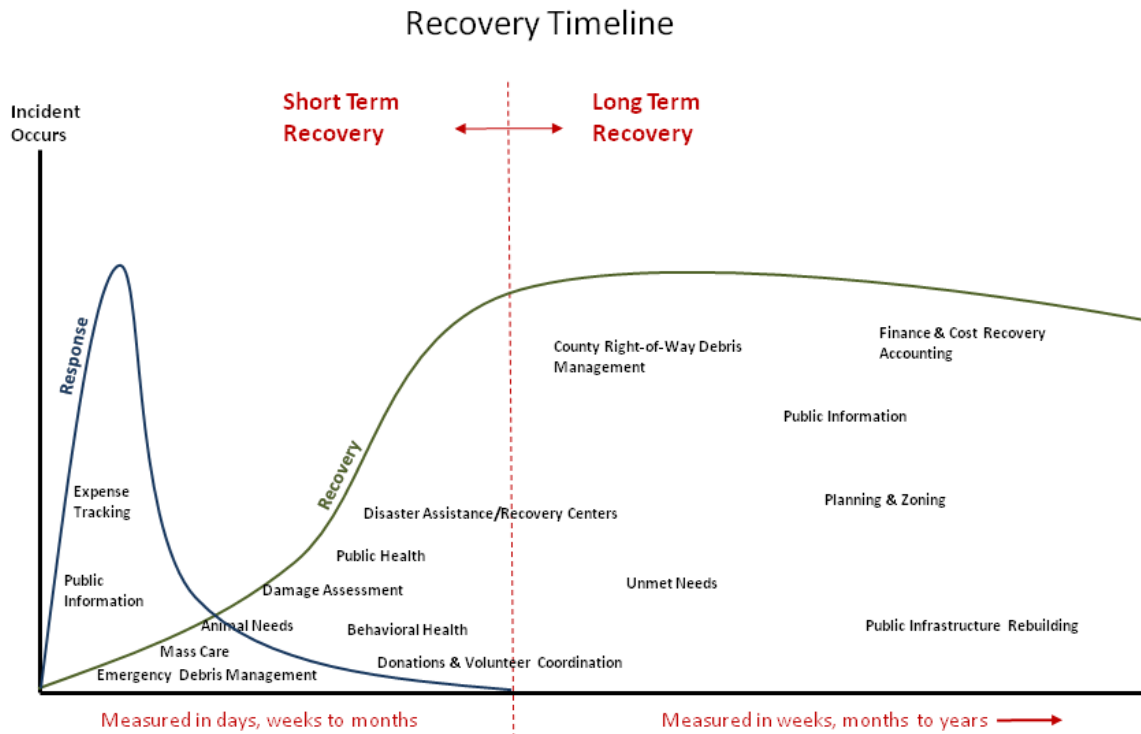 Recovery Timeline
Incident
Occurs
Short Term
Recovery
Long Term
Recovery
Response
Recovery
County Right-of-Way Debris
Management
Finance & Cost Recovery
Accounting
Public Information
Expense
Tracking
Disaster Assistance/Recovery Centers
Planning & Zoning
Public Health
Public
Information
Damage Assessment
Unmet Needs
Animal Needs
Behavioral Health
Public Infrastructure Rebuilding
Mass Care
Donations & Volunteer Coordination
Emergency Debris Management
Measured in days, weeks to months
Measured in weeks, months to years